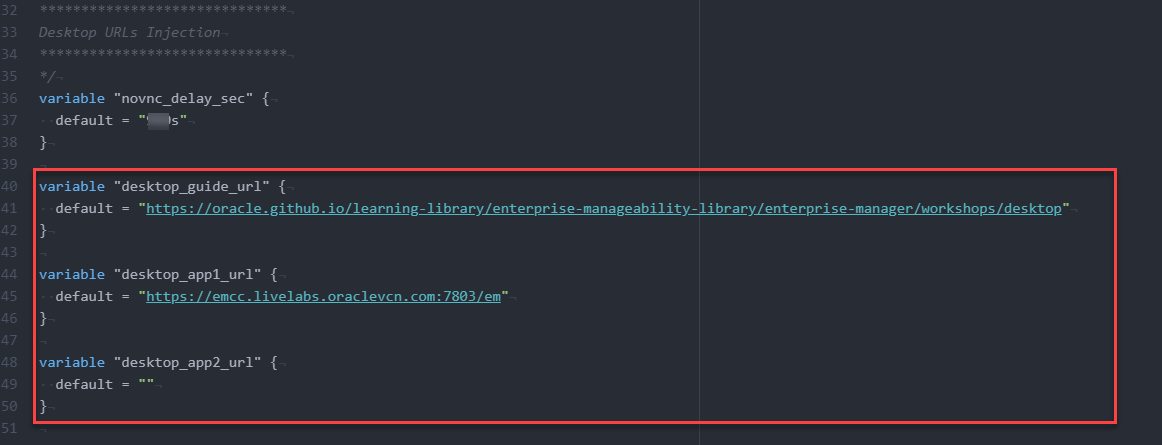 32 ******************************
33 Desktop URLs Injection
34 ******************************
35 */
36 variable "novnc_delay_sec" {
37 default = "s"
38 }
39
40 variable "desktop_guide_url" {
41 default = "https://oracle.github.io/learning-library/enterprise-manageability-library/enterprise-manager/workshops/desktop"
42 }
43
44 variable "desktop_app1_url" {
45 default = "https://emcc.livelabs.oraclevcn.com:7803/em"
46 }
47
48 variable "desktop_app2_url" {
49 default = ""
50 }
51